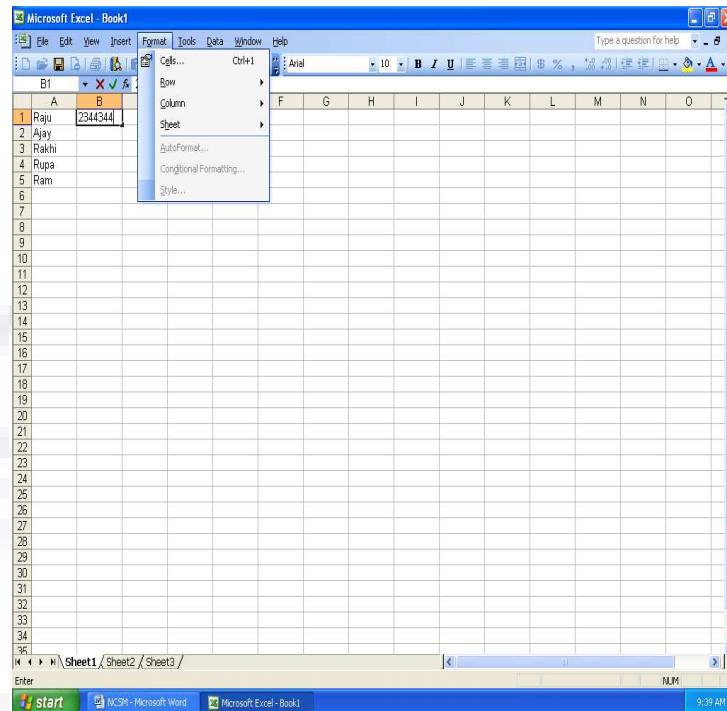 Microsoft Excel - Book1
File Edit View Insert Format Tools Data Window Help Type a question for help
Arial 10 B I U $ % ,
B1 fx
A B F G H I J K L M N O
Cells... Ctrl+1
Row
Column
Sheet
AutoFormat...
Conditional Formatting...
Style...
1 Raju 2344344
2 Ajay
3 Rakhi
4 Rupa
5 Ram
6
7
8
9
10
11
12
13
14
15
16
17
18
19
20
21
22
23
24
25
26
27
28
29
30
31
32
33
34
35
Sheet1 / Sheet2 / Sheet3 /
Enter NUM
start NCSM - Microsoft Word Microsoft Excel - Book1 9:39 AM